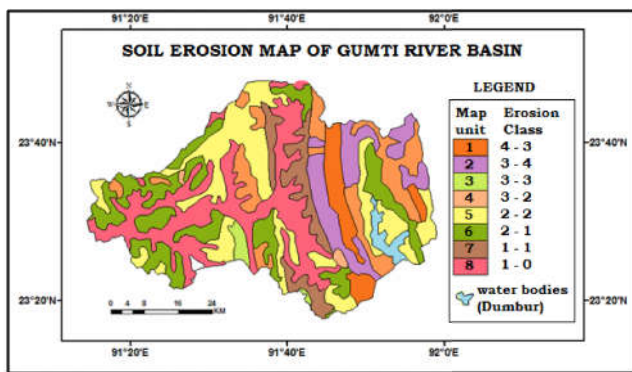 91°20'E 91°40'E 92°0'E
SOIL EROSION MAP OF GUMTI RIVER BASIN
N
LEGEND
Map unit Erosion Class
23°40'N 23°40'N
1 4 - 3
2 3 - 4
3 3 - 3
4 3 - 2
5 2 - 2
6 2 - 1
7 1 - 1
8 1 - 0
water bodies
(Dumbur)
23°20'N 23°20'N
0 4 8 16 24
KM
91°20'E 91°40'E 92°0'E